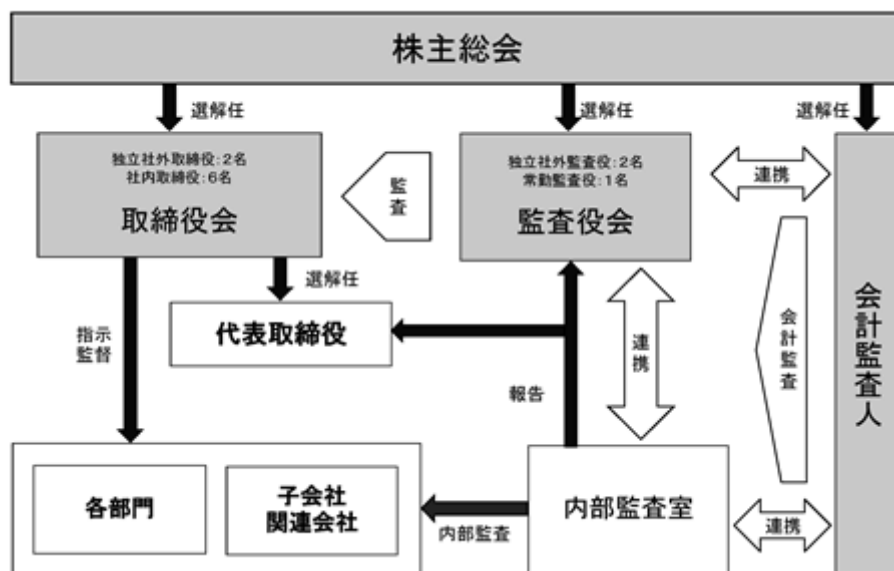 株主総会
選解任
選解任
選解任
独立社外取締役:2名
社内取締役:6名
取締役会
監査
独立社外監査役:2名
常勤監査役:1名
監査役会
連携
会計監査人
選解任
指示
監督
代表取締役
連携
会計監査
報告
各部門
子会社
関連会社
内部監査
内部監査室
連携